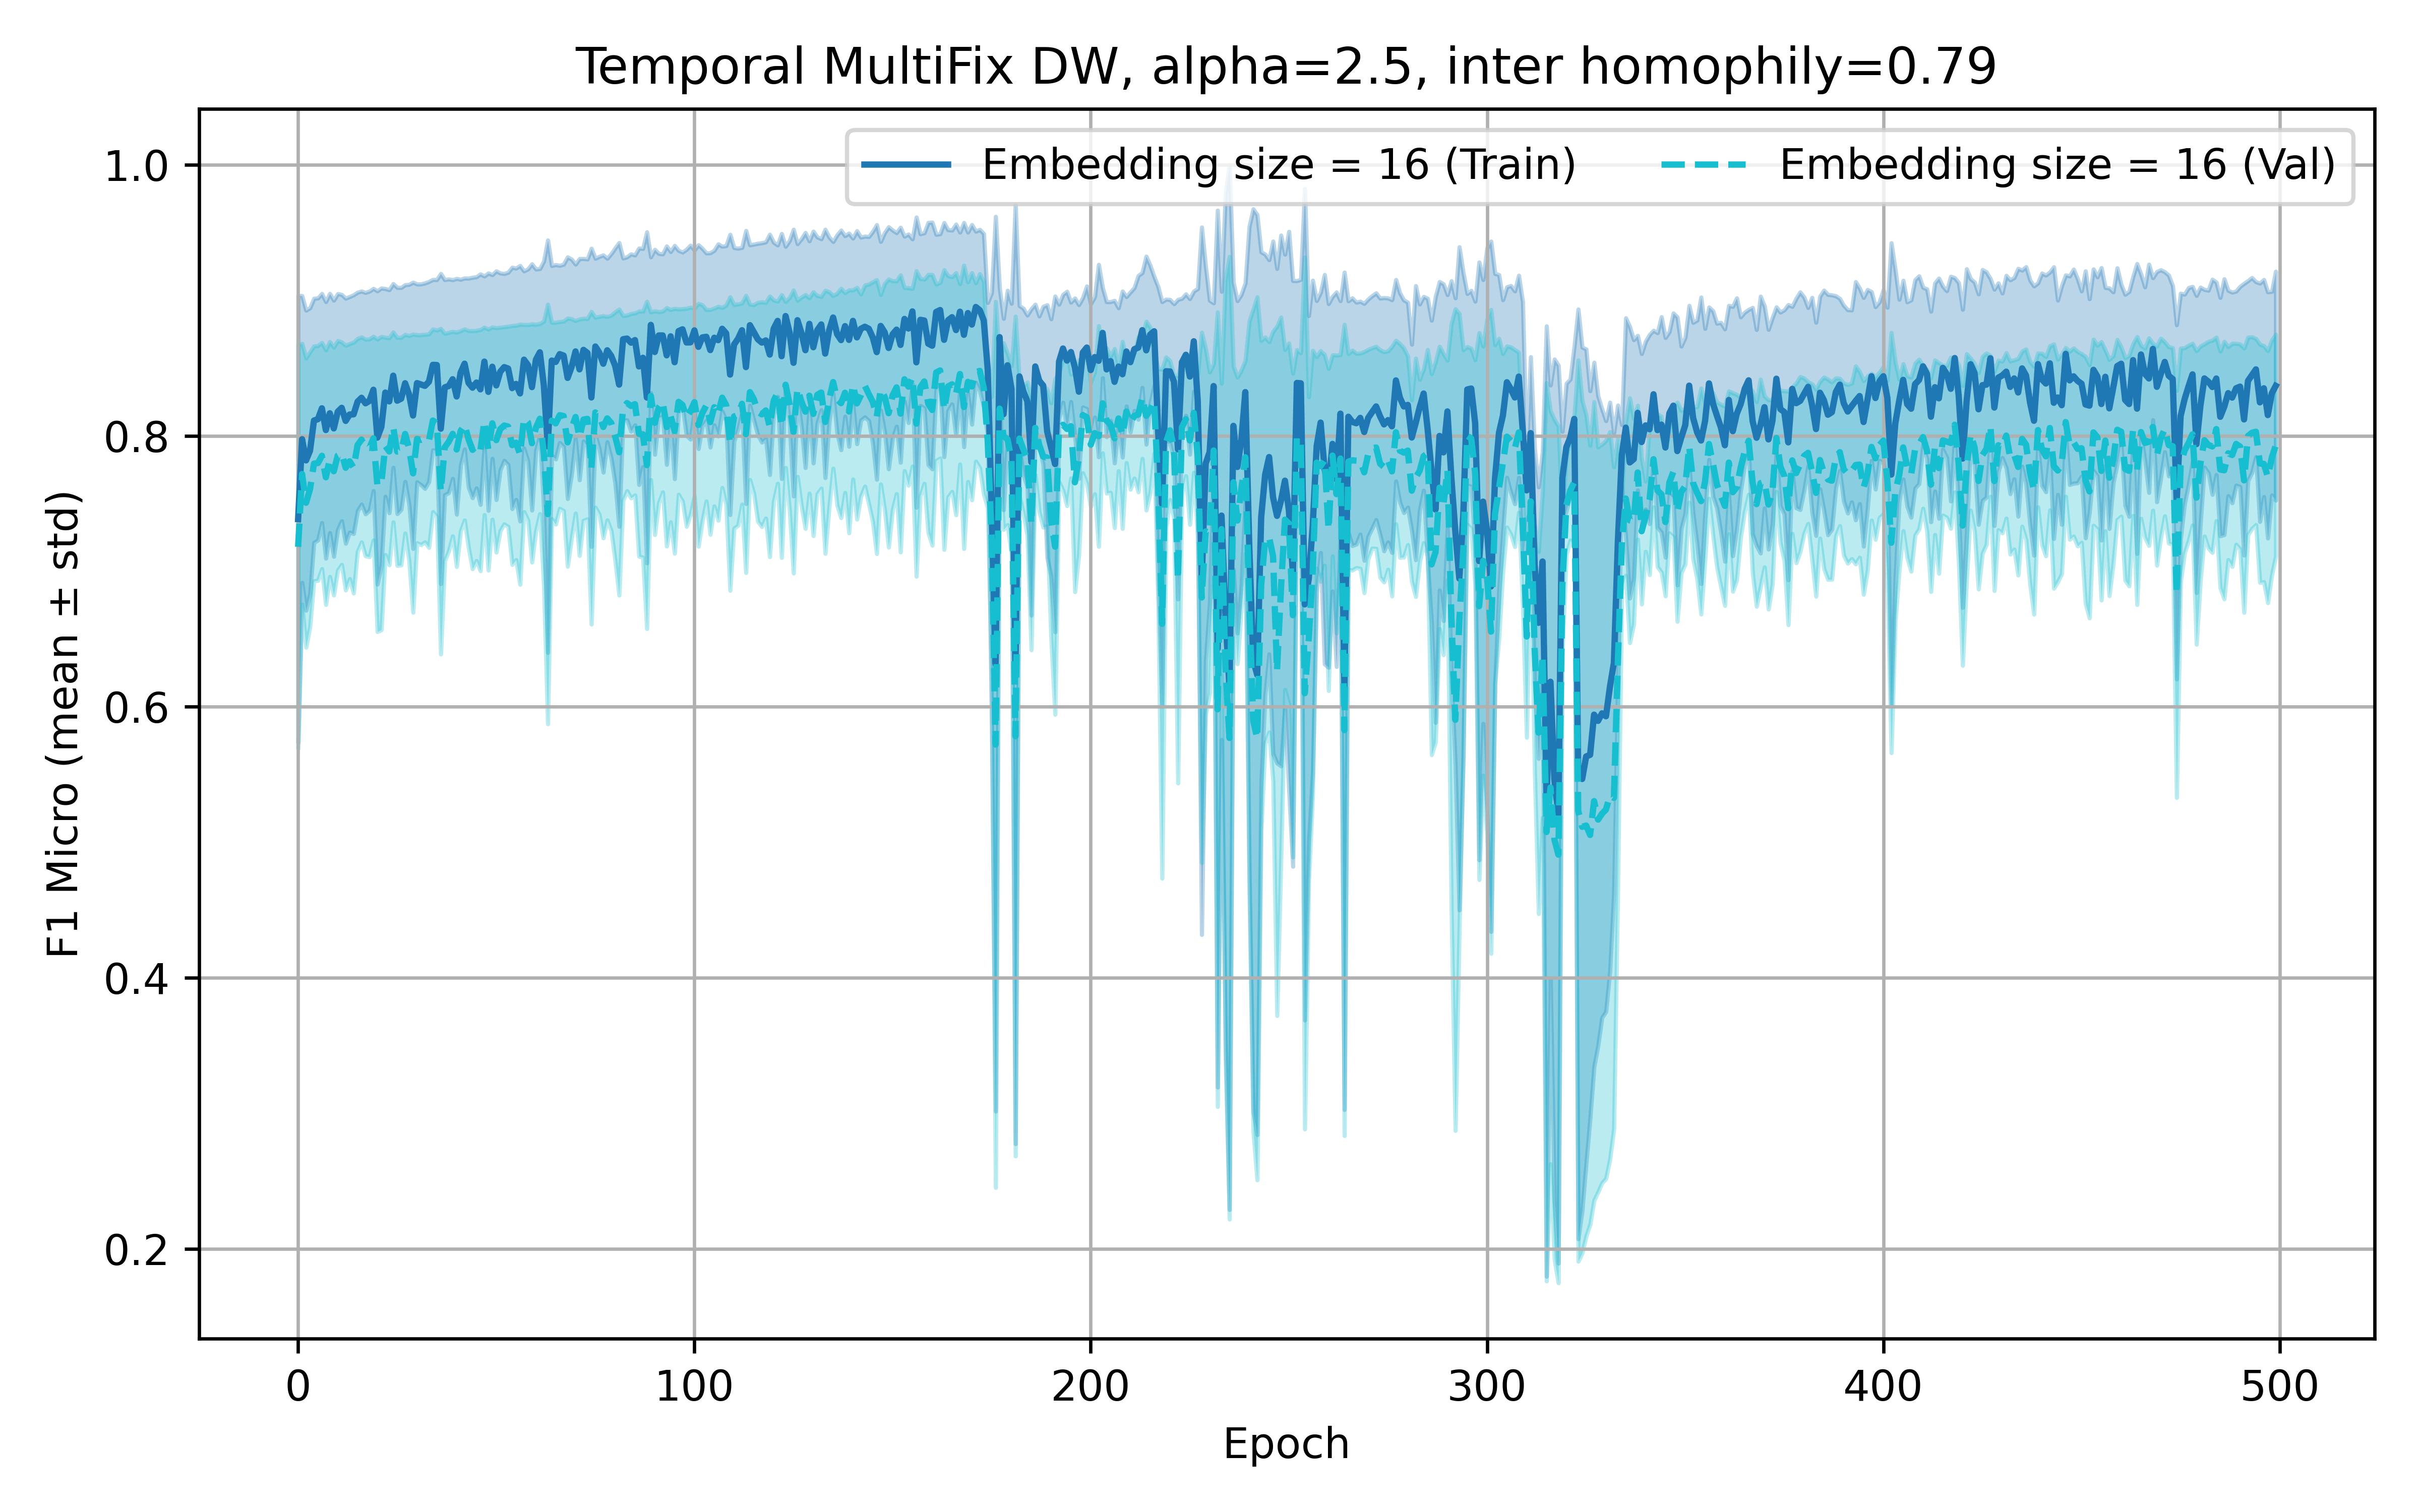 Temporal MultiFix DW, alpha=2.5, inter homophily=0.79
Embedding size = 16 (Train)
Embedding size = 16 (Val)
1.0
0.8
0.6
0.4
0.2
F1 Micro (mean ± std)
0
100
200
300
400
500
Epoch